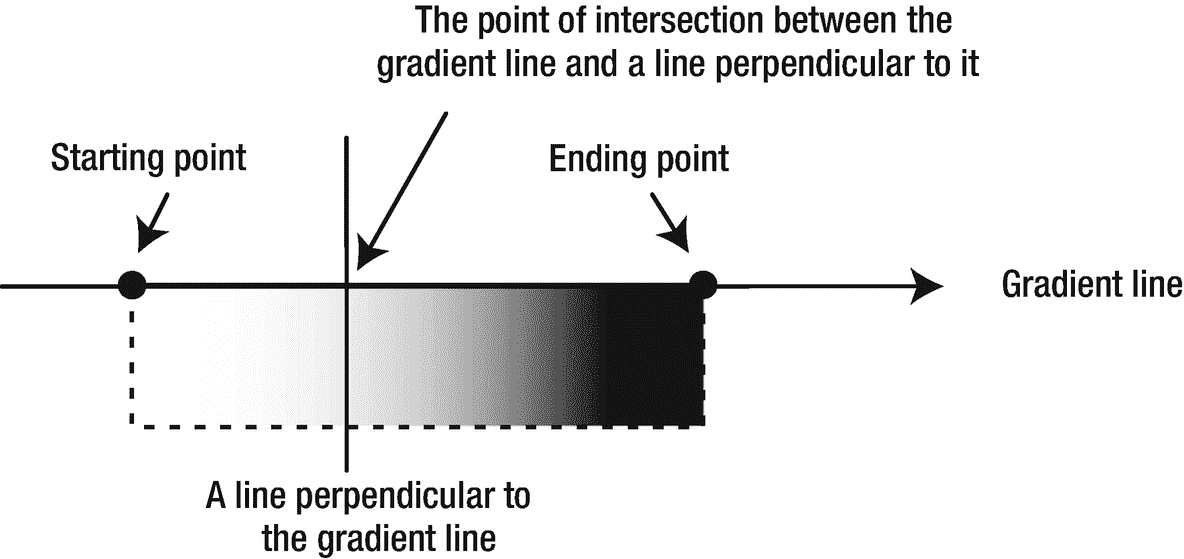 The point of intersection between the
gradient line and a line perpendicular to it
Starting point
Ending point
Gradient line
A line perpendicular to
the gradient line